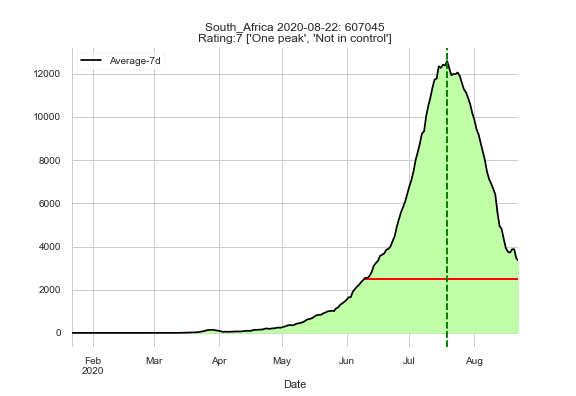 South_Africa 2020-08-22: 607045
Rating:7 ['One peak', 'Not in control']
Average-7d
12000
10000
8000
6000
4000
2000
0
Feb Mar Apr May Jun Jul Aug
2020
Date